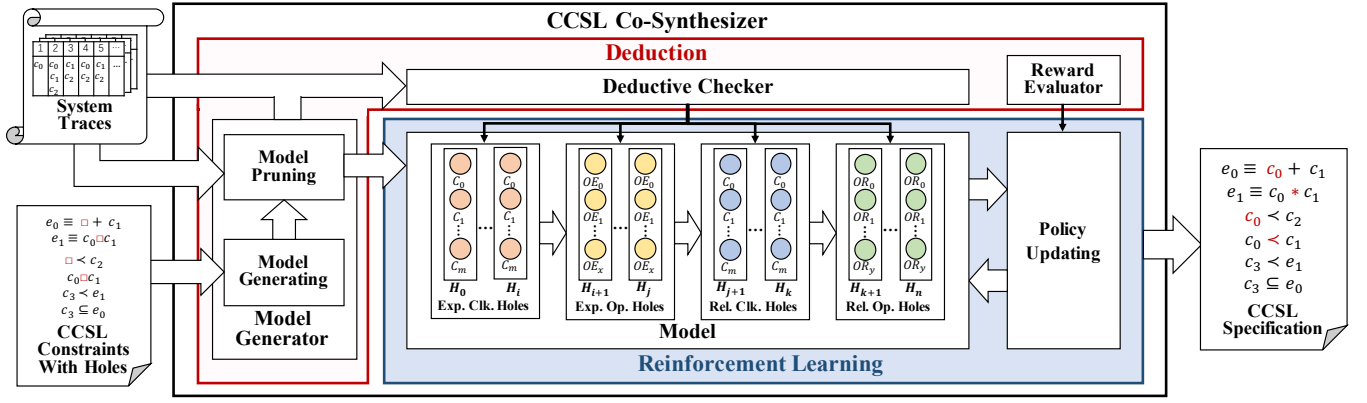 CCSL Co-Synthesizer
Deduction
1 2 3 4 5 ...
c₀ c₀ c₁ c₀ c₁ ...
c₁ c₂ c₂ c₂
c₂
System
Traces
Deductive Checker
Reward
Evaluator
Model
Pruning
Model
Generating
Model
Generator
e₀ ≡ □ + c₁
e₁ ≡ c₀□c₁
□ ≺ c₂
c₀□c₁
c₃ ≺ e₁
c₃ ⊆ e₀
CCSL
Constraints
With Holes
C₀ C₀ OE₀ OE₀ C₀ C₀ OR₀ OR₀
C₁ C₁ OE₁ OE₁ C₁ C₁ OR₁ OR₁
... ... ... ...
Cₘ Cₘ OEₓ OEₓ Cₘ Cₘ ORᵧ ORᵧ
H₀ Hᵢ Hᵢ₊₁ Hⱼ Hⱼ₊₁ Hₖ Hₖ₊₁ Hₙ
Exp. Clk. Holes Exp. Op. Holes Rel. Clk. Holes Rel. Op. Holes
Model
Reinforcement Learning
Policy
Updating
e₀ ≡ c₀ + c₁
e₁ ≡ c₀ * c₁
c₀ ≺ c₂
c₀ ≺ c₁
c₃ ≺ e₁
c₃ ⊆ e₀
CCSL
Specification